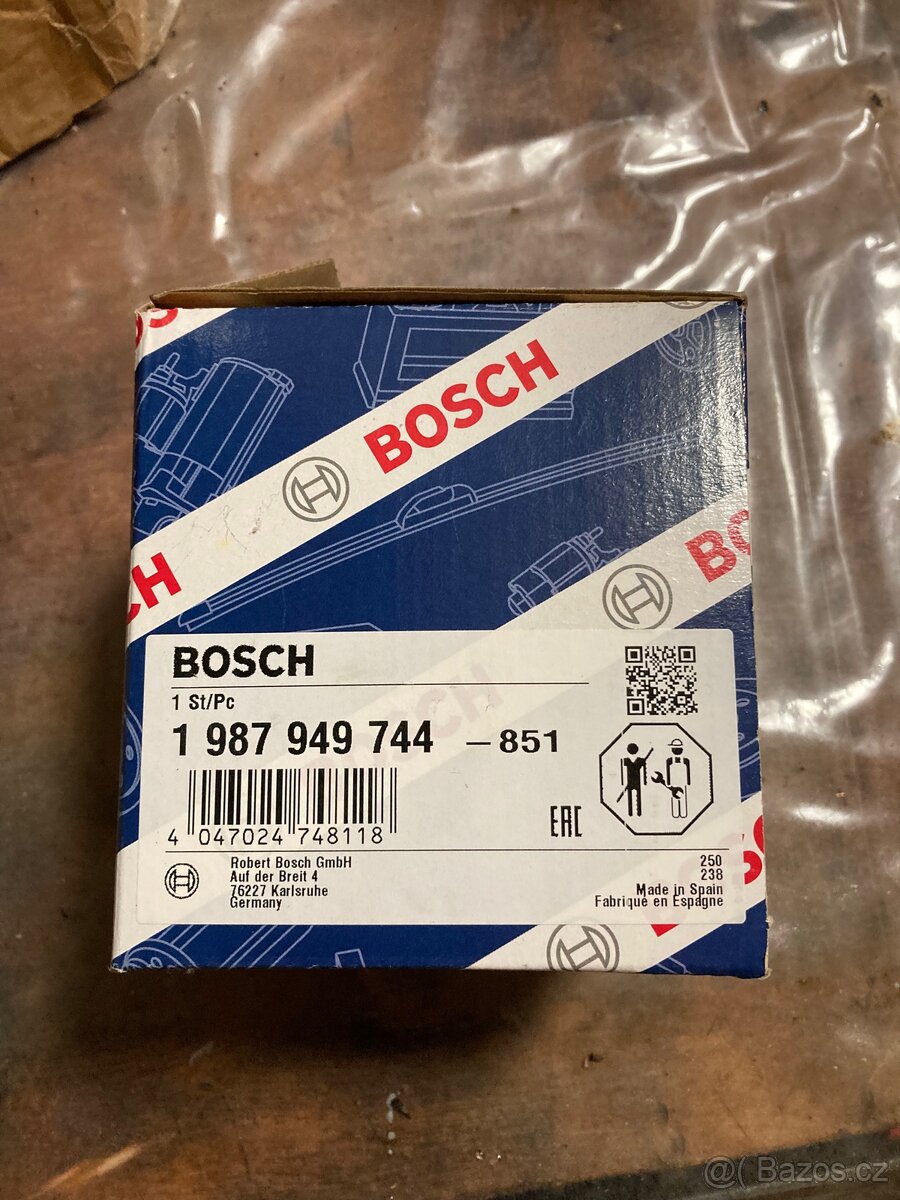 BOSCH
BOSCH
1 St/Pc
1 987 949 744 – 851
4 047024 748118
EAC
Robert Bosch GmbH
Auf der Breit 4
76227 Karlsruhe
Germany
250
238
Made in Spain
Fabriqué en Espagne
@( Bazos.cz